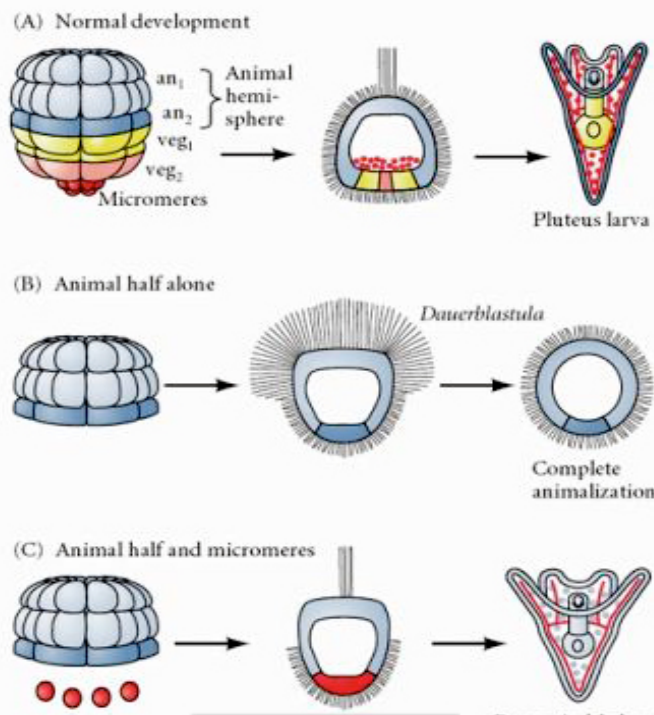 (A) Normal development
an1
an2
veg1
veg2
Animal
hemi-
sphere
Micromeres
Pluteus larva
(B) Animal half alone
Dauerblastula
Complete
animalization
(C) Animal half and micromeres